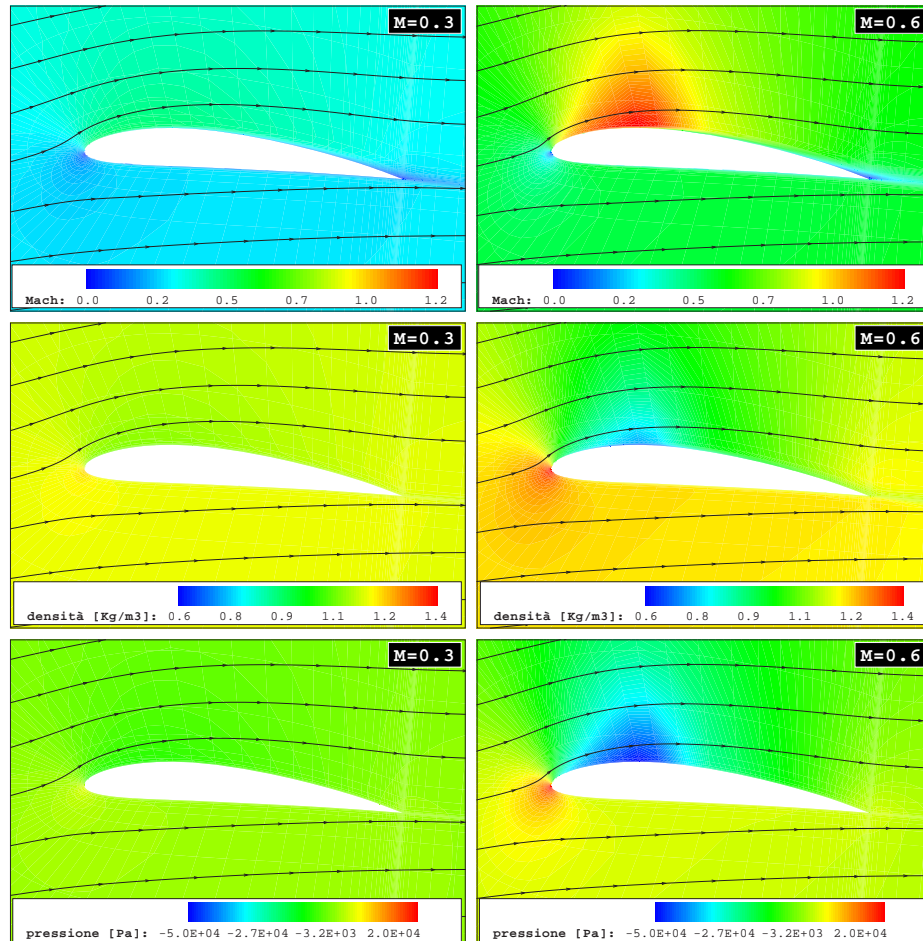 M=0.3
Mach: 0.0 0.2 0.5 0.7 1.0 1.2
M=0.6
Mach: 0.0 0.3 0.6 0.7 1.0 1.2
M=0.3
densità [Kg/m3]: 0.6 0.8 0.9 1.1 1.2 1.4
M=0.6
densità [Kg/m3]: 0.6 0.8 0.9 1.1 1.2 1.4
M=0.3
pressione [Pa]: -5.0E+04 -2.7E+04 -3.2E+03 2.0E+04
M=0.6
pressione [Pa]: -5.0E+04 -2.7E+04 -3.2E+03 2.0E+04